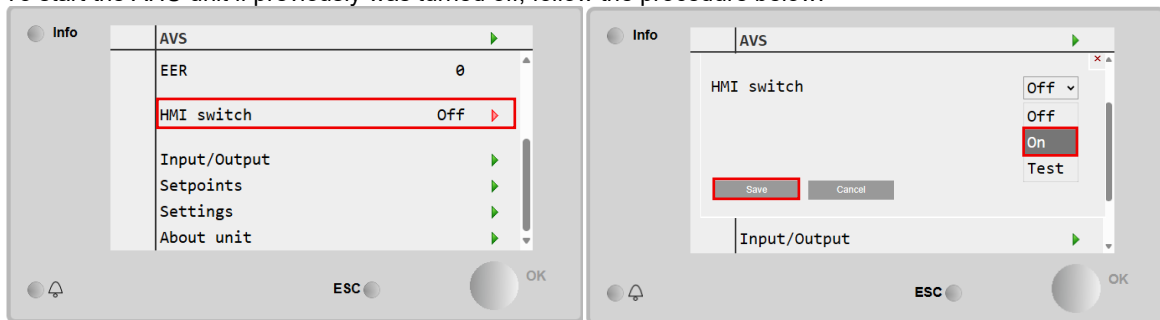 To start the AHU unit if previously was turned off, follow the procedure below:
Info
AVS
EER 0
HMI switch Off
Input/Output
Setpoints
Settings
About unit
ESC
OK
Info
AVS
×
HMI switch Off
Off
On
Test
Save Cancel
Input/Output
ESC
OK